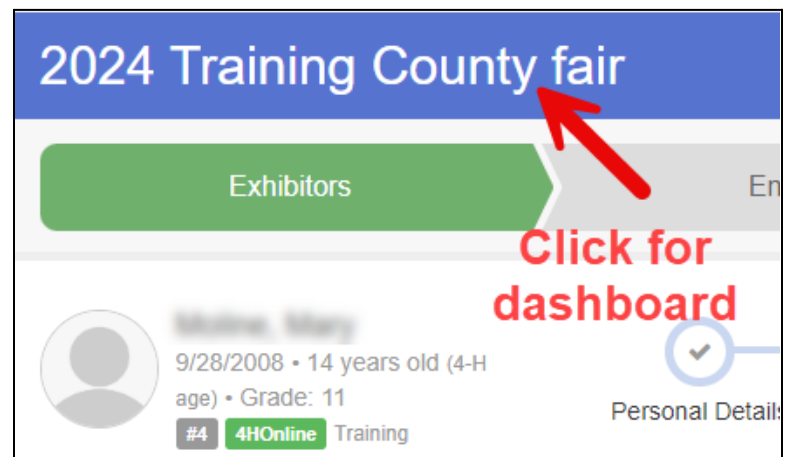 2024 Training County fair
Exhibitors
En
Click for
dashboard
9/28/2008 • 14 years old (4-H
age) • Grade: 11
#4 4HOnline Training
Personal Details